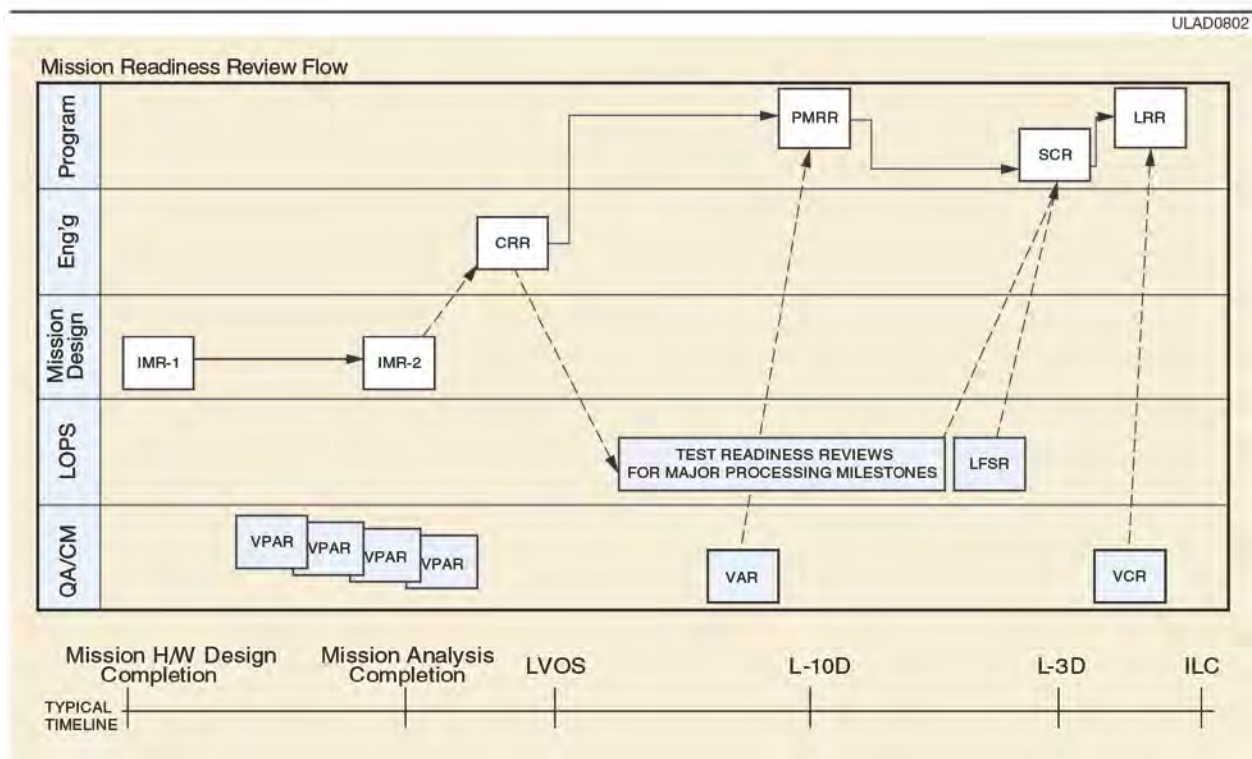 ULAD0802
Mission Readiness Review Flow
Program
PMRR
LRR
SCR
Eng'g
CRR
Mission
Design
IMR-1
IMR-2
LOPS
TEST READINESS REVIEWS
FOR MAJOR PROCESSING MILESTONES
LFSR
QA/CM
VPAR
VPAR
VPAR
VPAR
VAR
VCR
Mission H/W Design
Completion
Mission Analysis
Completion
LVOS
L-10D
L-3D
ILC
TYPICAL
TIMELINE